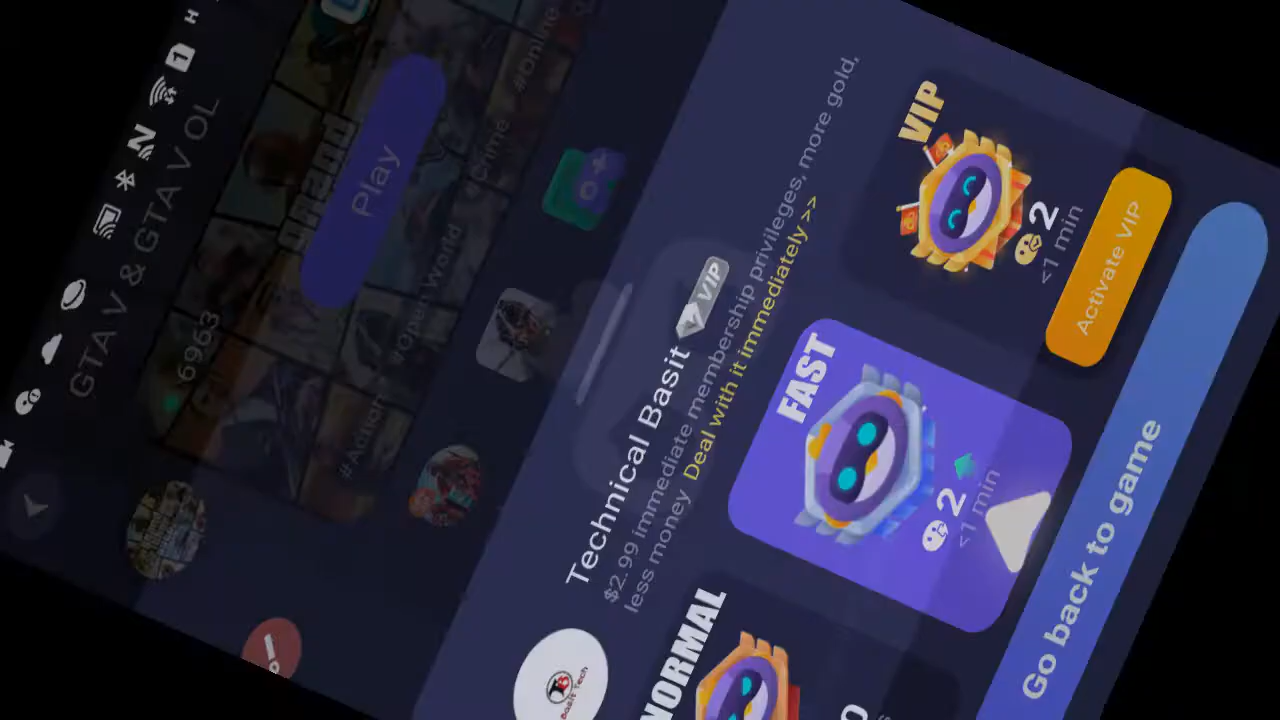 H
1
GTA V & GTA V OL
6963
Play
#Action
#Open World
#Crime
#Online
Technical Basit
VIP
$2.99 immediate membership privileges, more gold,
less money Deal with it immediately >>
NORMAL
FAST
2
<1 min
VIP
2
<1 min
Activate VIP
Go back to game